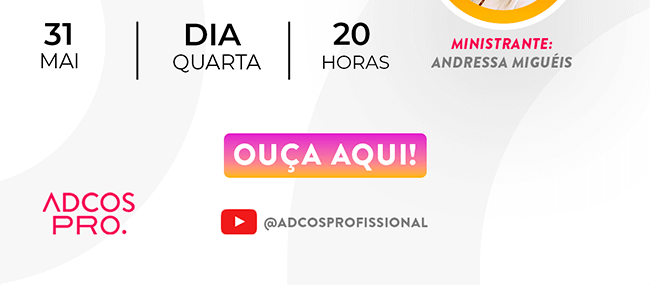 31 DIA 20
MAI QUARTA HORAS
MINISTRANTE:
ANDRESSA MIGUÉIS
OUÇA AQUI!
ADCOS
PRO.
@ADCOSPROFISSIONAL